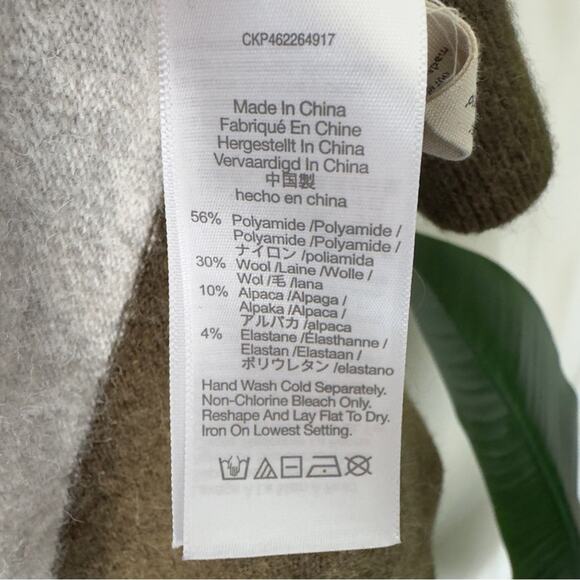 CKP462264917
Made In China
Fabriqué En Chine
Hergestellt In China
Vervaardigd In China
中国製
hecho en china
56% Polyamide /Polyamide /
Polyamide /Polyamide /
ナイロン /poliamida
30% Wool /Laine /Wolle /
Wol /毛 /lana
10% Alpaca /Alpaga /
Alpaka /Alpaca /
アルパカ /alpaca
4% Elastane /Élasthanne /
Elastan /Elastaan /
ポリウレタン /elastano
Hand Wash Cold Separately.
Non-Chlorine Bleach Only.
Reshape And Lay Flat To Dry.
Iron On Lowest Setting.